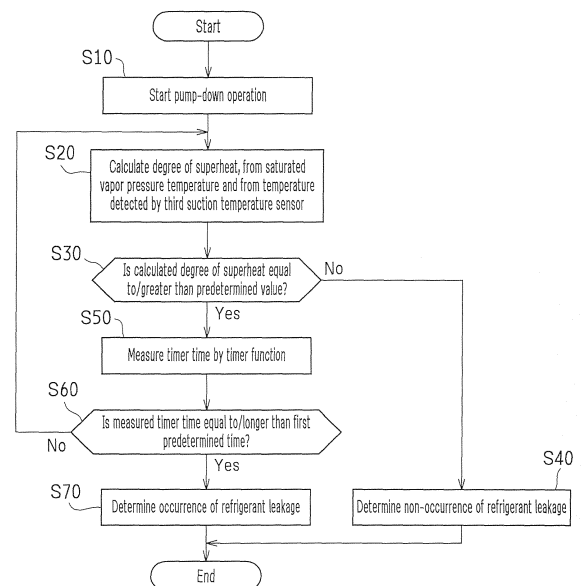 Start
S10
Start pump-down operation
S20
Calculate degree of superheat, from saturated
vapor pressure temperature and from temperature
detected by third suction temperature sensor
S30
Is calculated degree of superheat equal
to/greater than predetermined value?
No
Yes
S50
Measure timer time by timer function
S60
Is measured timer time equal to/longer than first
predetermined time?
No
Yes
S70
Determine occurrence of refrigerant leakage
S40
Determine non-occurrence of refrigerant leakage
End